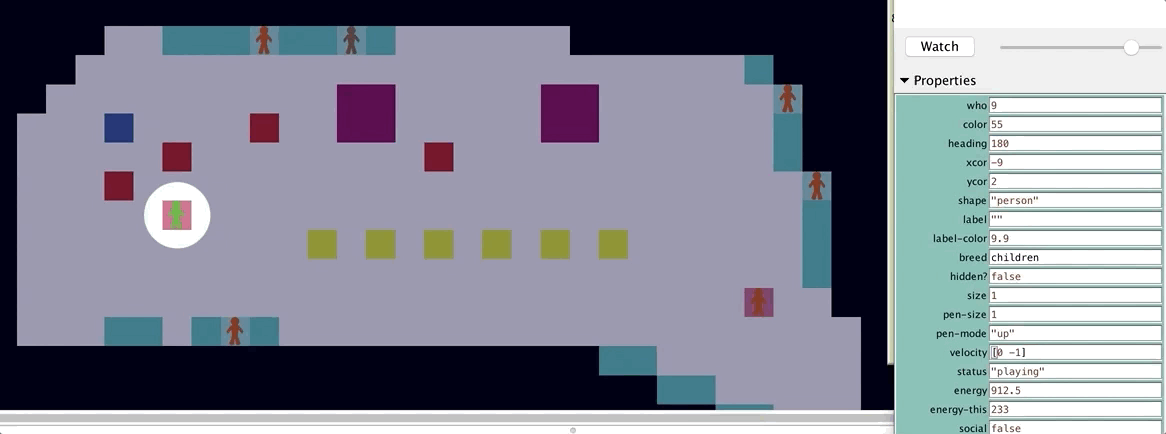 Watch
Properties
who 9
color 55
heading 180
xcor -9
ycor 2
shape "person"
label ""
label-color 9.9
breed children
hidden? false
size 1
pen-size 1
pen-mode "up"
velocity [0 -1]
status "playing"
energy 912.5
energy-this 233
social false